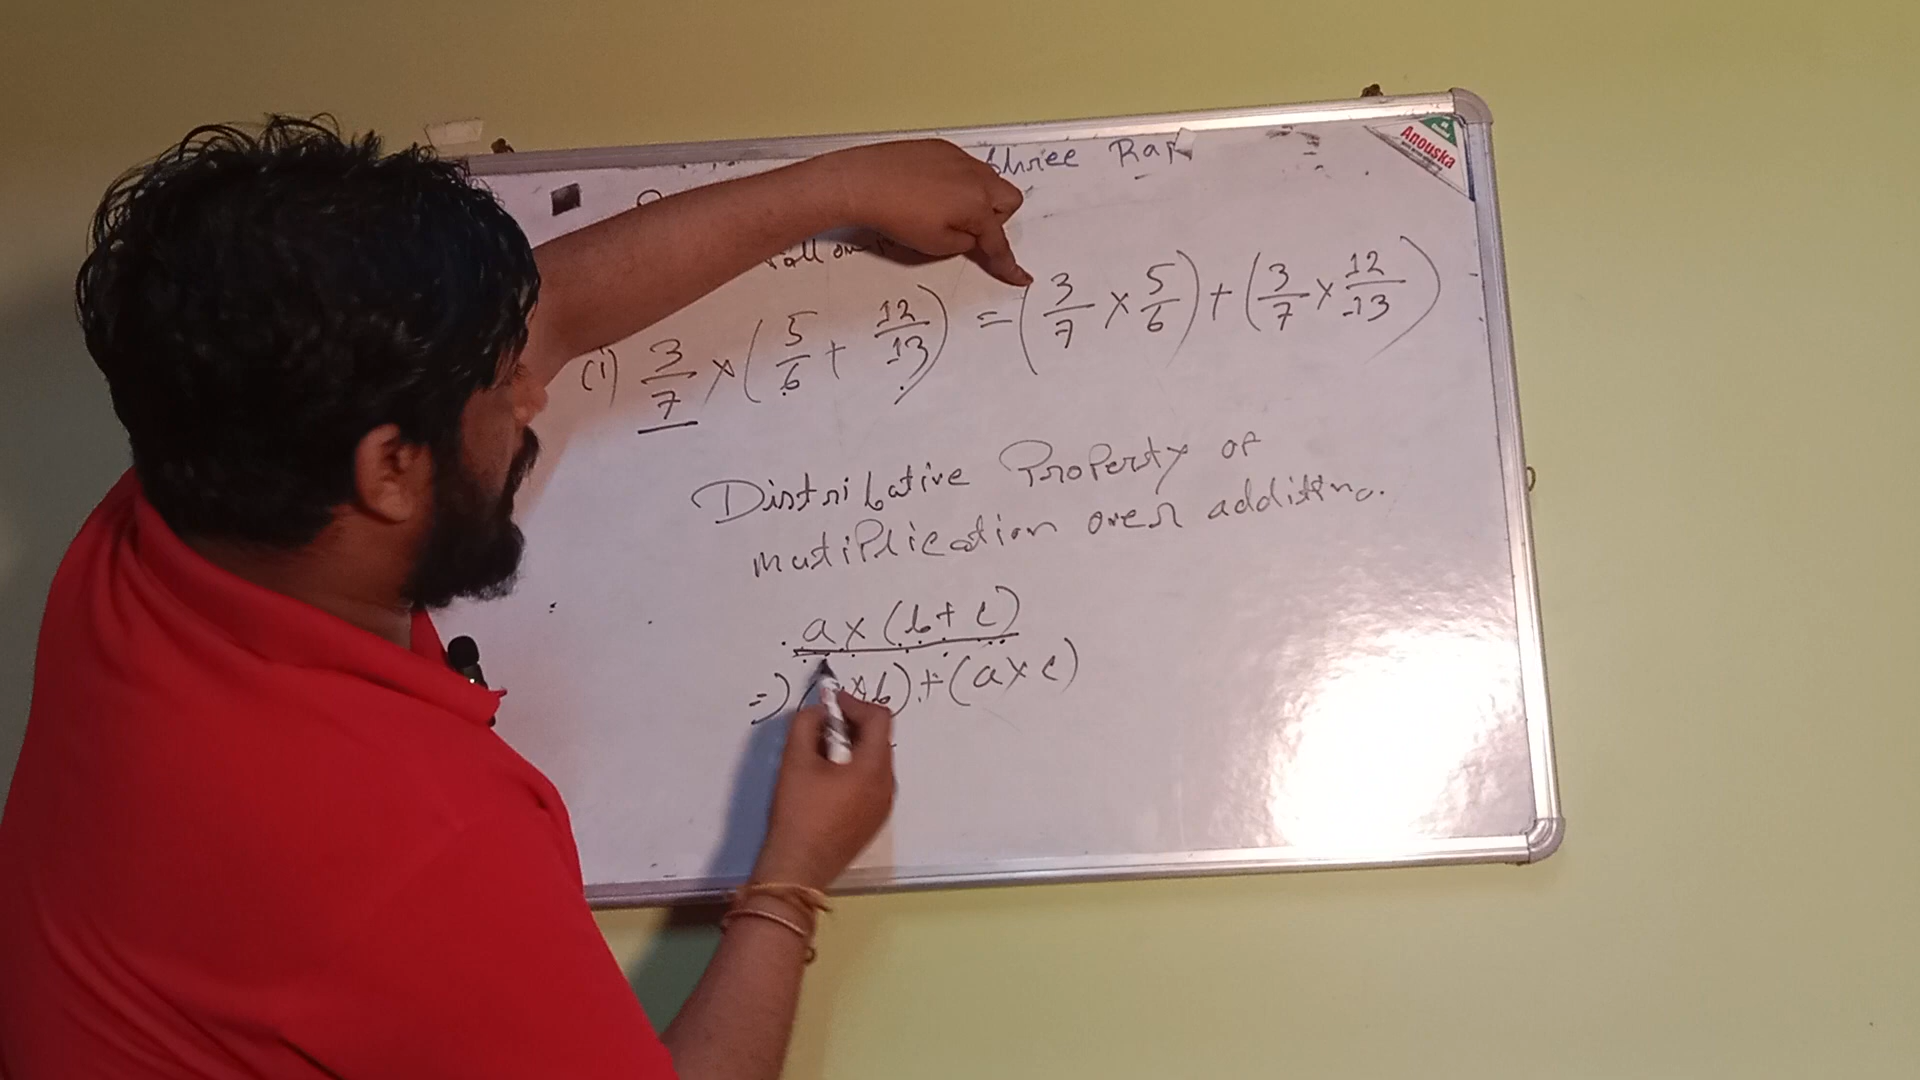 Shree
Anouska
(i) 3/7 × (5/6 + 12/13) = (3/7 × 5/6) + (3/7 × 12/13)
Distributive Property of
multiplication over addition.
a × (b + c)
=) × b) + (a × c)